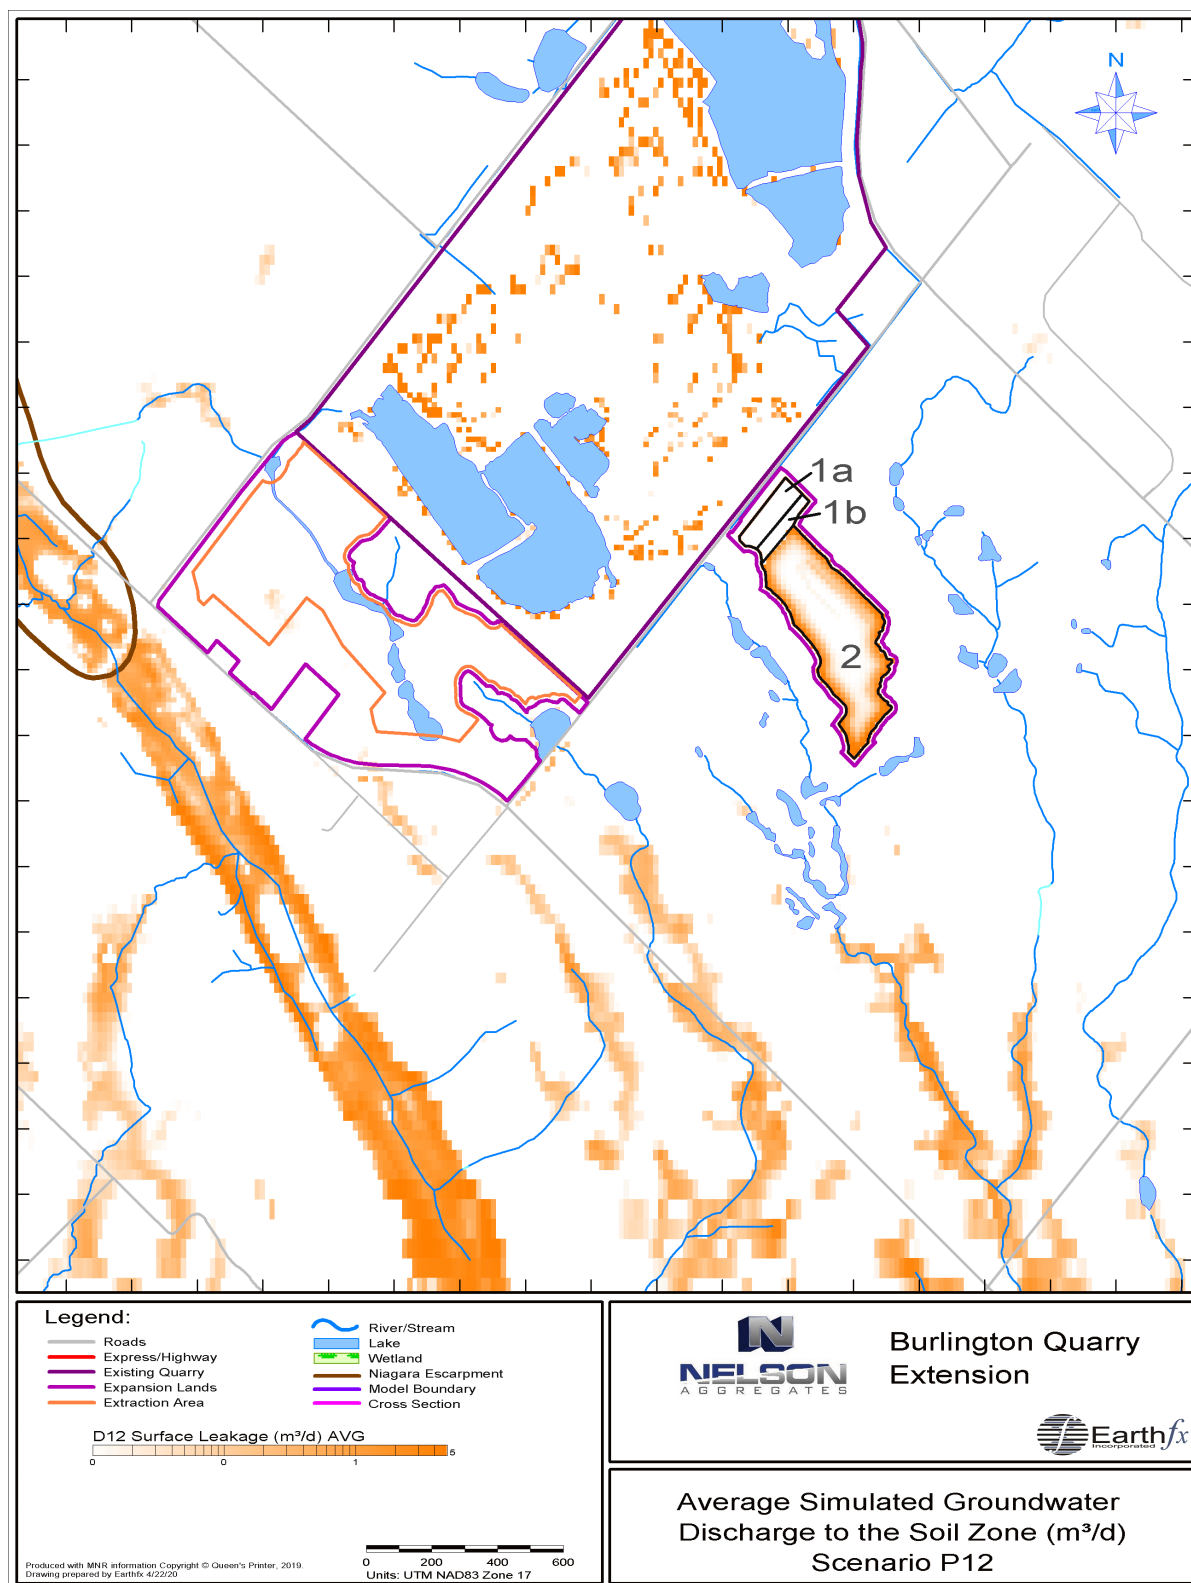 N
1a
1b
2
Legend:
Roads
Express/Highway
Existing Quarry
Expansion Lands
Extraction Area
River/Stream
Lake
Wetland
Niagara Escarpment
Model Boundary
Cross Section
D12 Surface Leakage (m³/d) AVG
0 0 1 5
0 200 400 600
Units: UTM NAD83 Zone 17
Produced with MNR information Copyright © Queen's Printer, 2019.
Drawing prepared by Earthfx 4/22/20
N
NELSON
AGGREGATES
Burlington Quarry
Extension
Earthfx
Incorporated
Average Simulated Groundwater
Discharge to the Soil Zone (m³/d)
Scenario P12